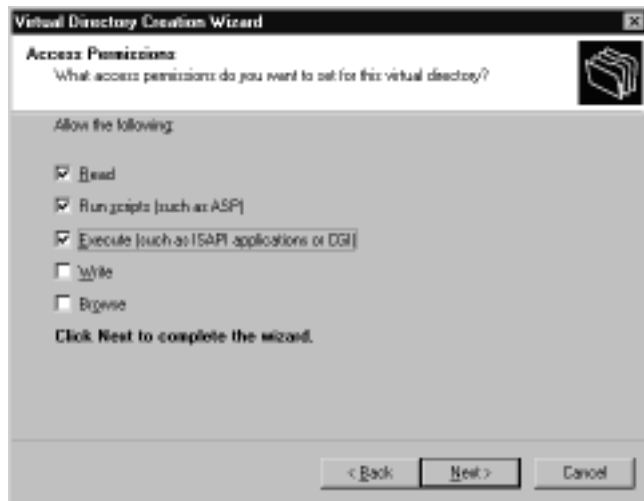 Virtual Directory Creation Wizard
Access Permissions
What access permissions do you want to set for this virtual directory?
Allow the following:
Read
Run scripts (such as ASP)
Execute (such as ISAPI applications or CGI)
Write
Browse
Click Next to complete the wizard.
< Back Next > Cancel